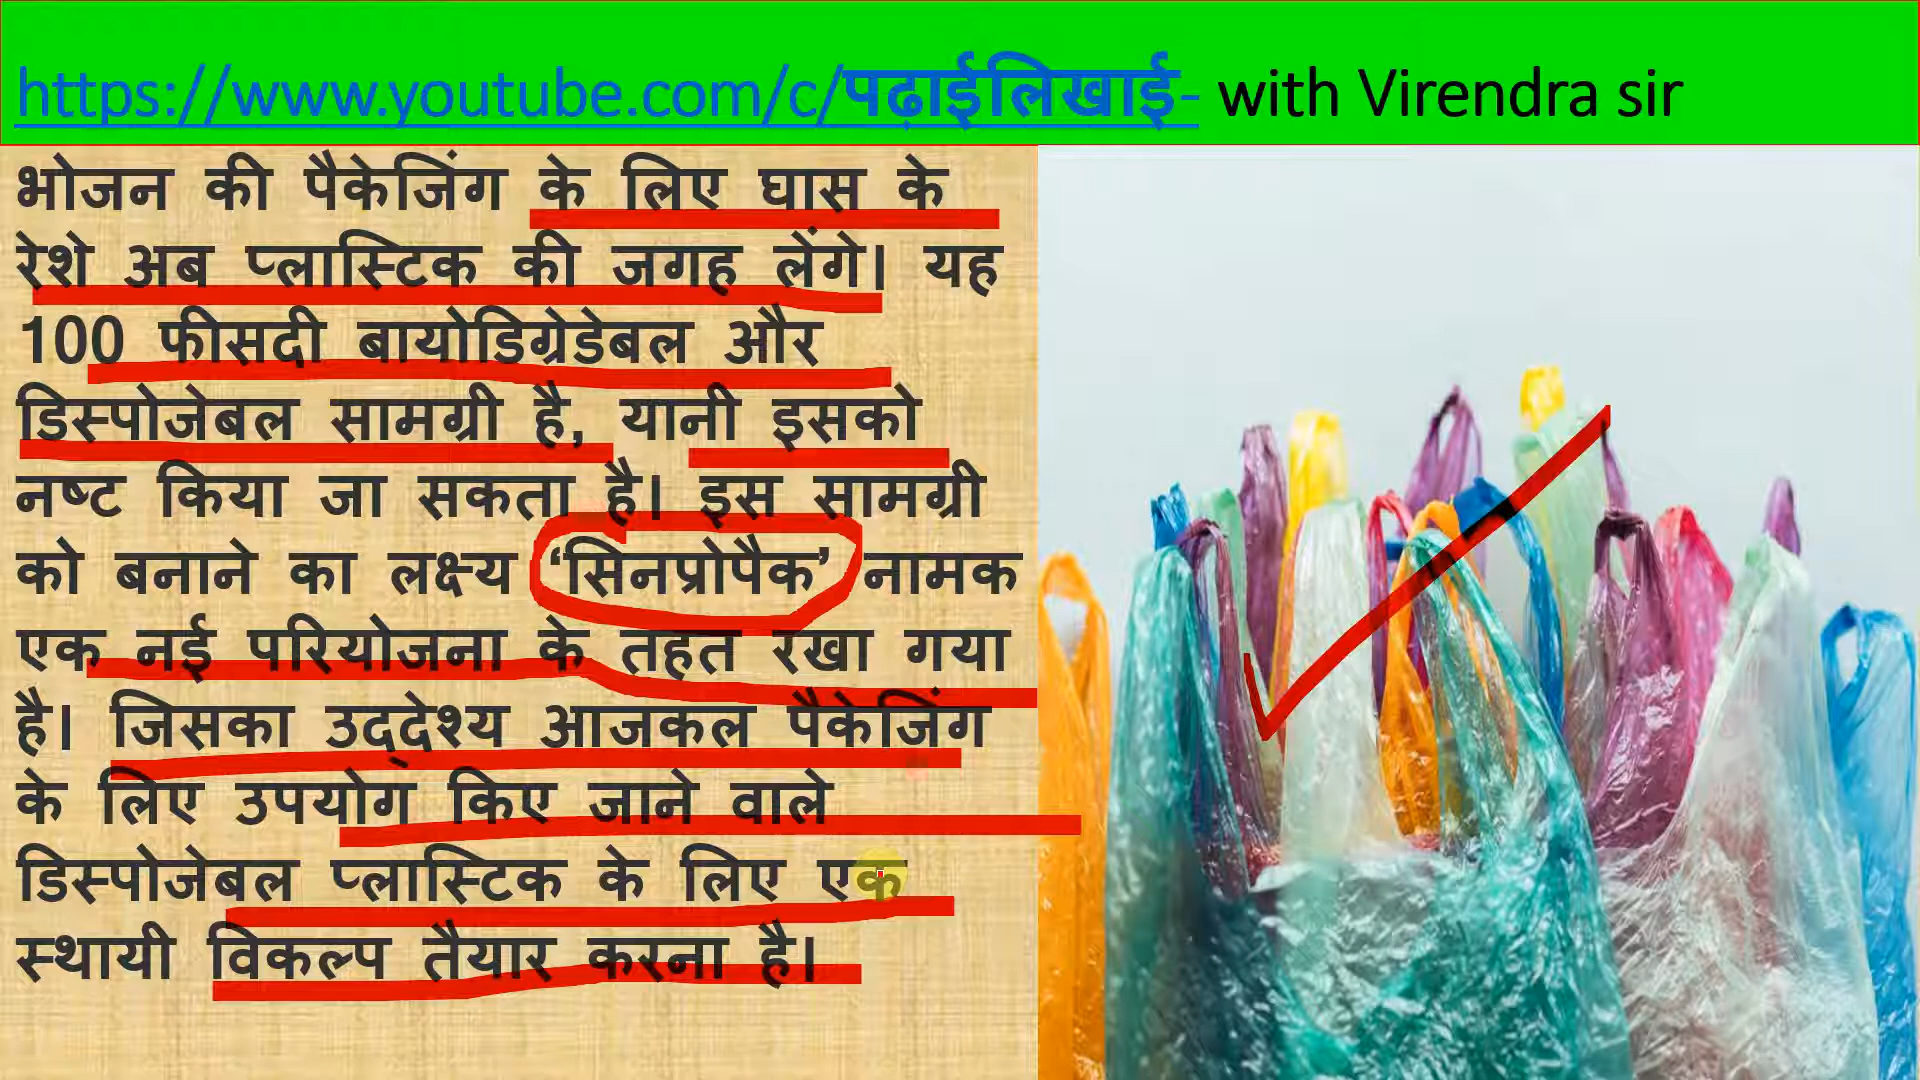 https://www.youtube.com/c/पढ़ाईलिखाई- with Virendra sir
भोजन की पैकेजिंग के लिए घास के
रेशे अब प्लास्टिक की जगह लेंगे। यह
100 फीसदी बायोडिग्रेडेबल और
डिस्पोजेबल सामग्री है, यानी इसको
नष्ट किया जा सकता है। इस सामग्री
को बनाने का लक्ष्य ‘सिनप्रोपैक’ नामक
एक नई परियोजना के तहत रखा गया
है। जिसका उद्देश्य आजकल पैकेजिंग
के लिए उपयोग किए जाने वाले
डिस्पोजेबल प्लास्टिक के लिए एक
स्थायी विकल्प तैयार करना है।